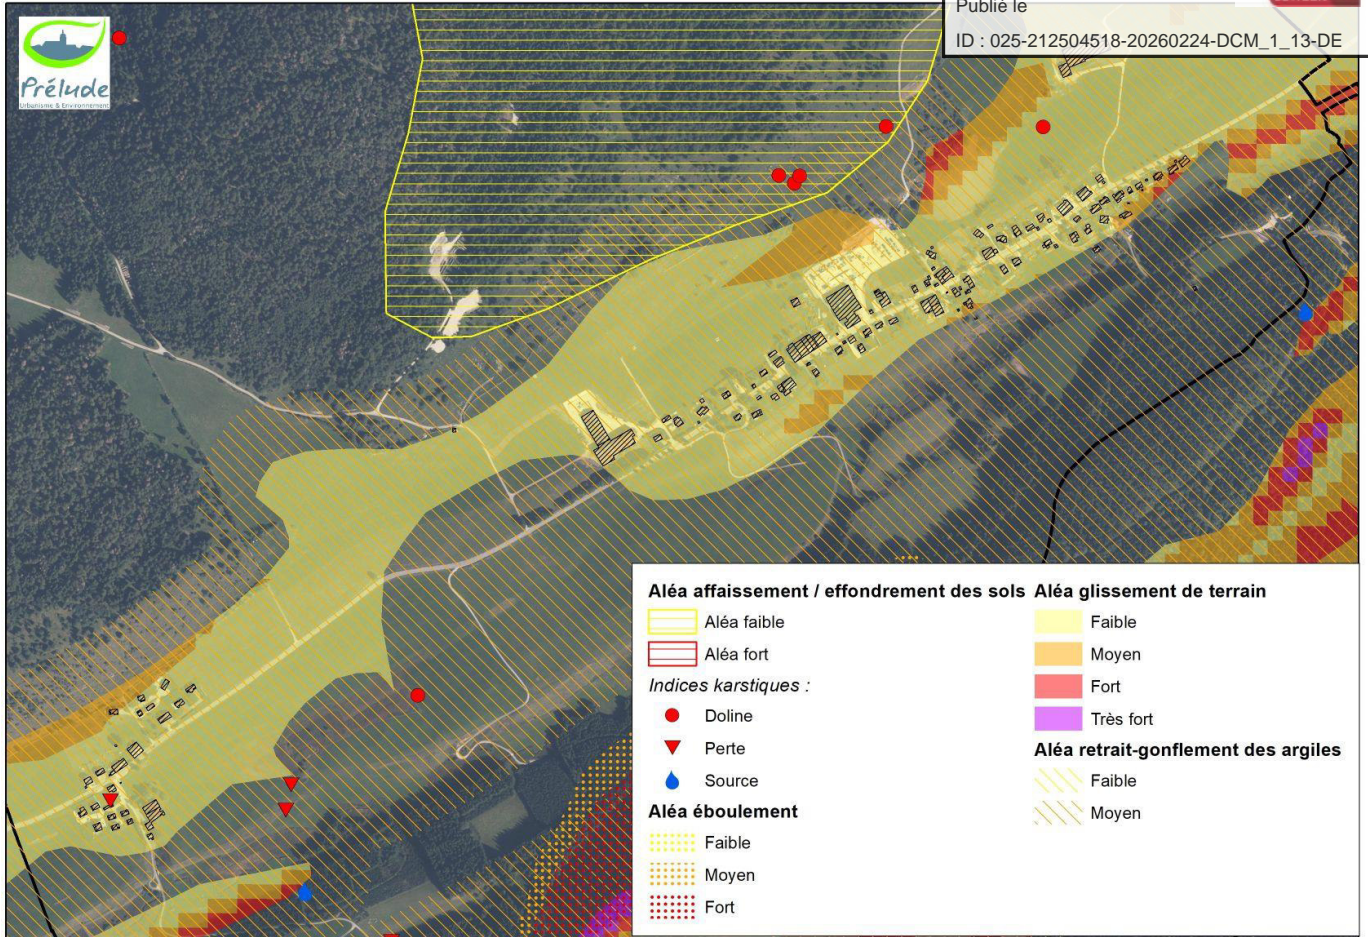 Publié le
ID : 025-212504518-20260224-DCM_1_13-DE
Prélude
Urbanisme & Environnement
Aléa affaissement / effondrement des sols
Aléa faible
Aléa fort
Indices karstiques :
Doline
Perte
Source
Aléa éboulement
Faible
Moyen
Fort
Aléa glissement de terrain
Faible
Moyen
Fort
Très fort
Aléa retrait-gonflement des argiles
Faible
Moyen